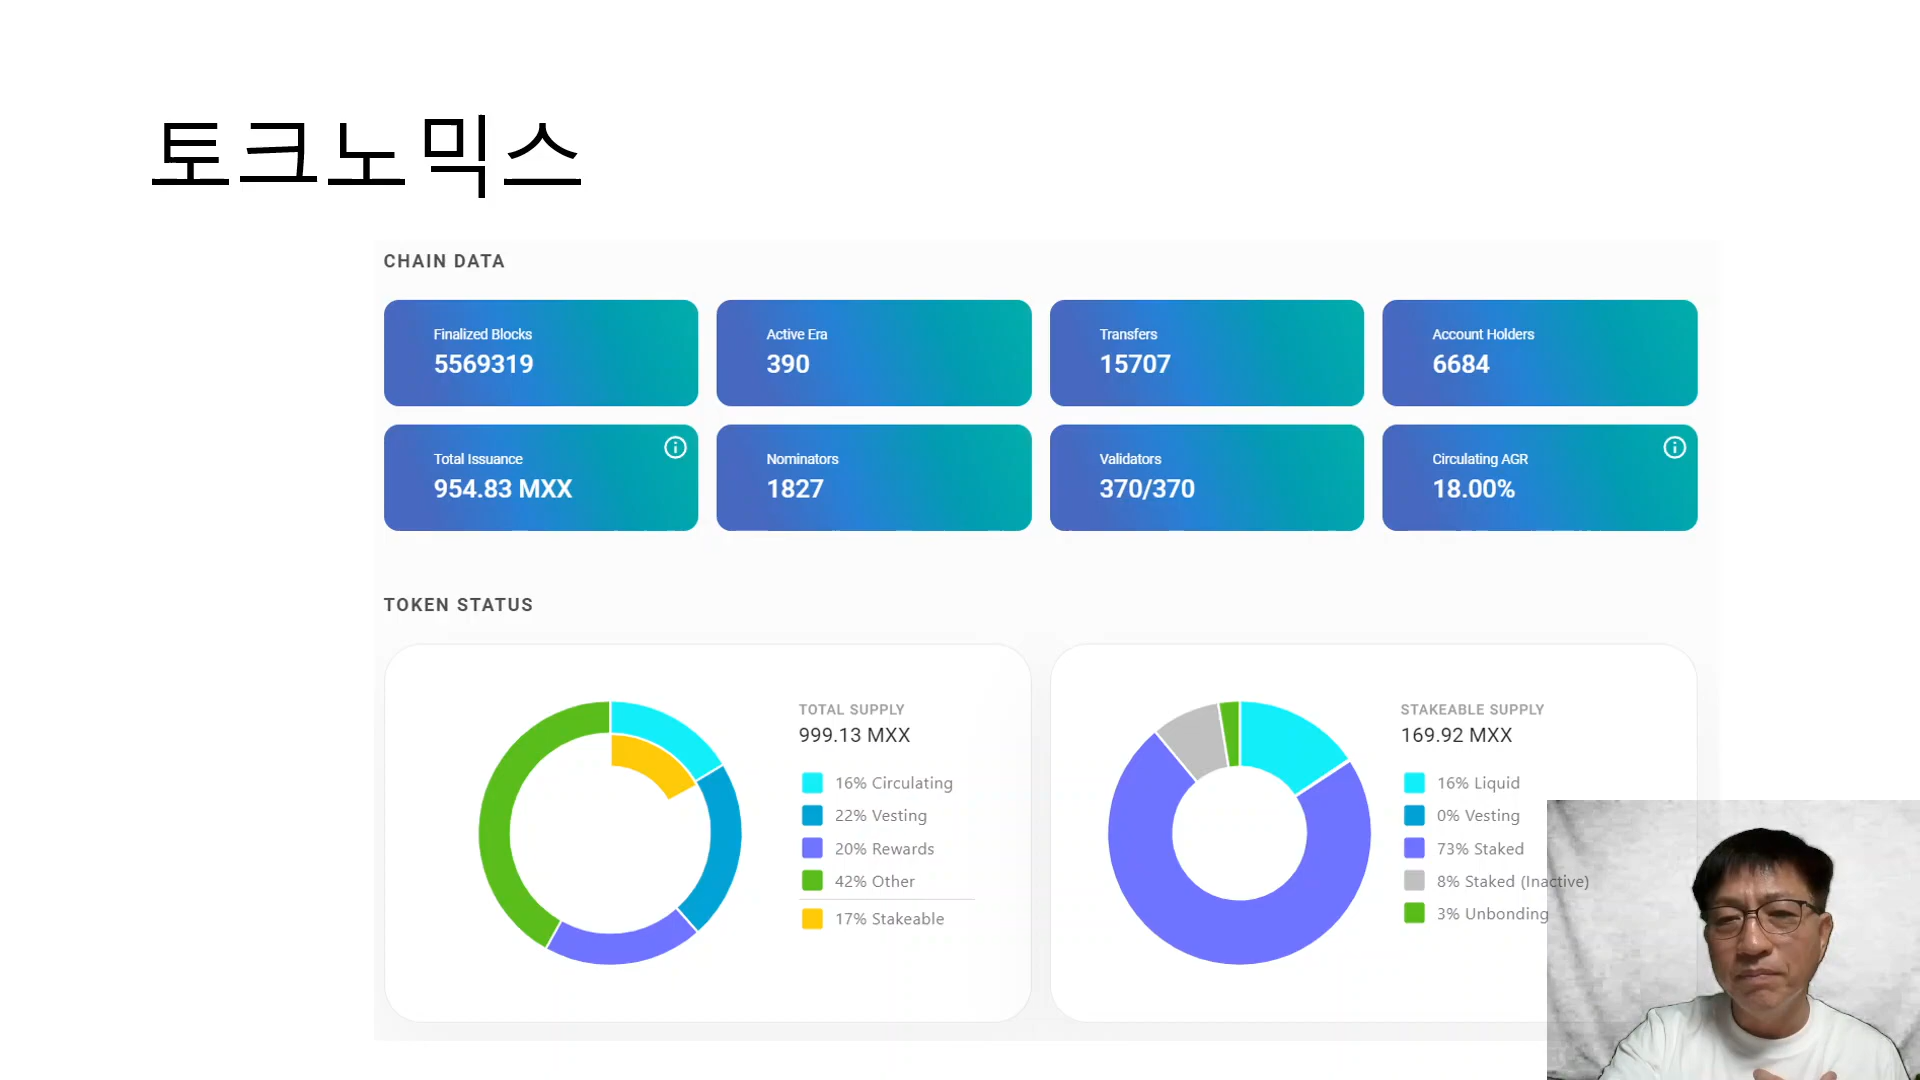 토크노믹스
CHAIN DATA
Finalized Blocks
5569319
Active Era
390
Transfers
15707
Account Holders
6684
Total Issuance
954.83 MXX
Nominators
1827
Validators
370/370
Circulating AGR
18.00%
TOKEN STATUS
TOTAL SUPPLY
999.13 MXX
16% Circulating
22% Vesting
20% Rewards
42% Other
17% Stakeable
STAKEABLE SUPPLY
169.92 MXX
16% Liquid
0% Vesting
73% Staked
8% Staked (Inactive)
3% Unbonding